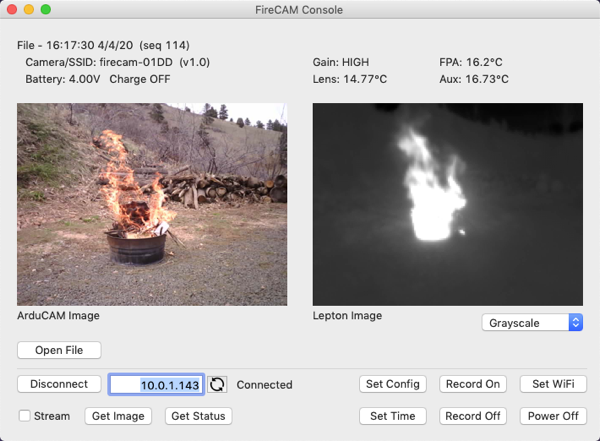 FireCAM Console
File - 16:17:30 4/4/20 (seq 114)
Camera/SSID: firecam-01DD (v1.0)
Battery: 4.00V Charge OFF
Gain: HIGH FPA: 16.2°C
Lens: 14.77°C Aux: 16.73°C
ArduCAM Image
Lepton Image
Grayscale
Open File
Disconnect 10.0.1.143 Connected Set Config Record On Set WiFi
Stream Get Image Get Status Set Time Record Off Power Off